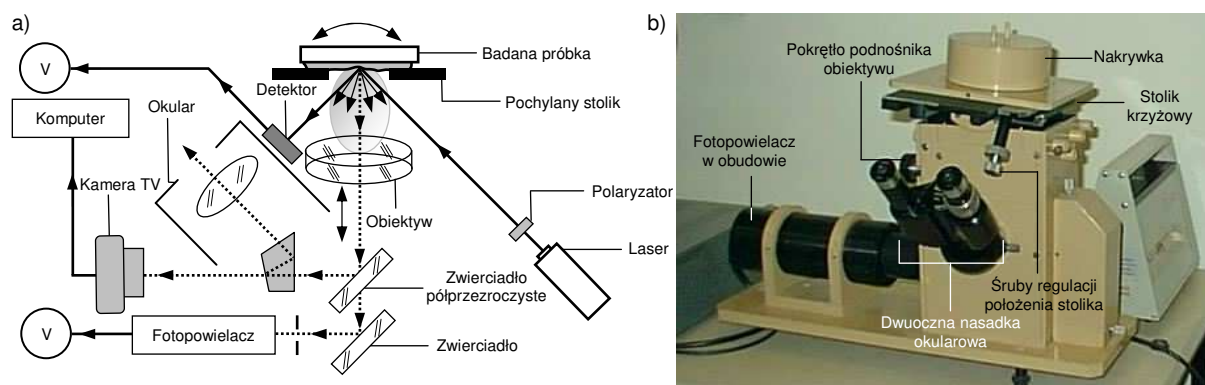 a)
V
Komputer
Okular
Kamera TV
Detektor
Badana próbka
Pochylany stolik
Obiektyw
Polaryzator
Laser
Zwierciadło
półprzezroczyste
V
Fotopowielacz
Zwierciadło
b)
Pokrętło podnośnika
obiektywu
Nakrywka
Stolik
krzyżowy
Fotopowielacz
w obudowie
Śruby regulacji
położenia stolika
Dwuoczna nasadka
okularowa